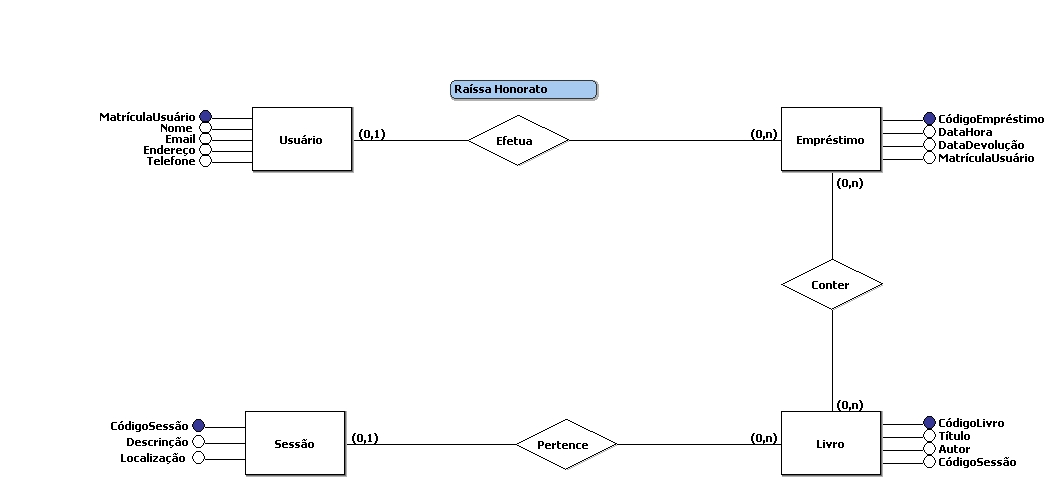 Raíssa Honorato
MatrículaUsuário
Nome
Email
Endereço
Telefone
Usuário
(0,1)
Efetua
(0,n)
Empréstimo
CódigoEmpréstimo
DataHora
DataDevolução
MatrículaUsuário
(0,n)
Conter
(0,n)
CódigoSessão
Descrinção
Localização
Sessão
(0,1)
Pertence
(0,n)
Livro
CódigoLivro
Título
Autor
CódigoSessão